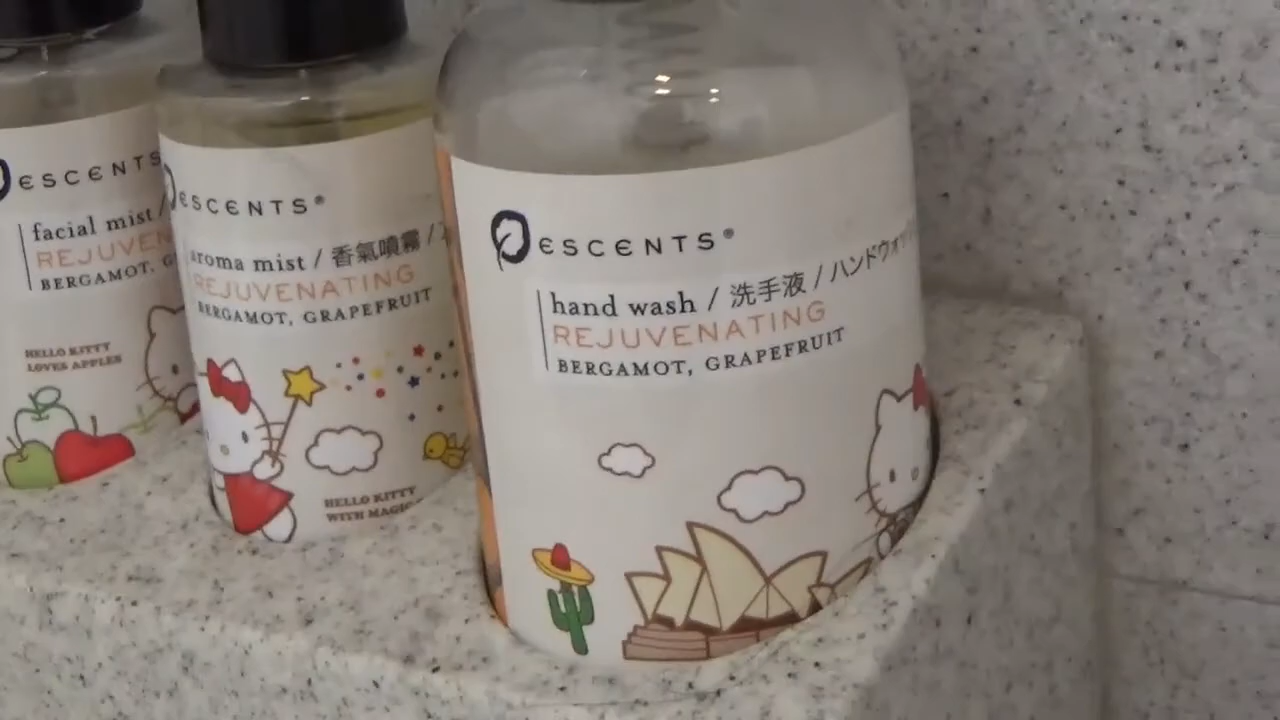 ESCENTS
facial mist /
REJUVEN
BERGAMOT, G
HELLO KITTY
LOVES APPLES
ESCENTS®
aroma mist / 香氣噴霧 /
REJUVENATING
BERGAMOT, GRAPEFRUIT
HELLO KITTY
WITH MAGIC
ESCENTS®
hand wash / 洗手液 / ハンドウォッ
REJUVENATING
BERGAMOT, GRAPEFRUIT